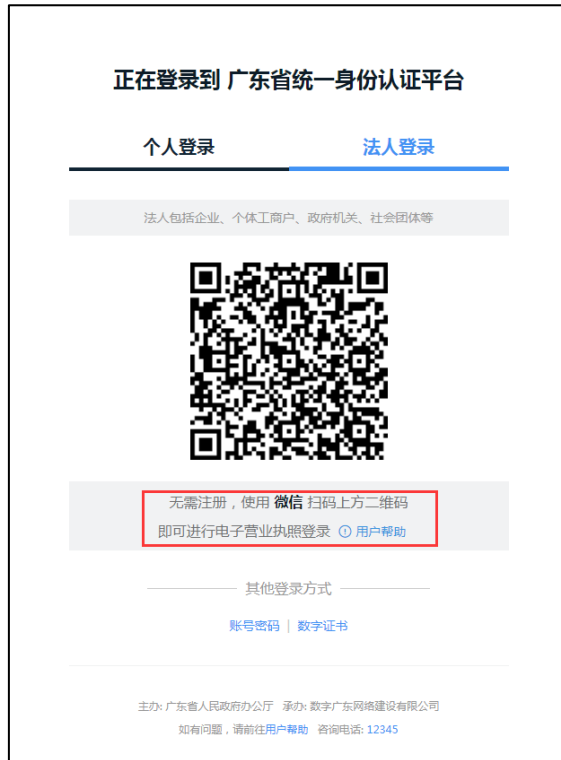 正在登录到 广东省统一身份认证平台
个人登录 法人登录
法人包括企业、个体工商户、政府机关、社会团体等
无需注册，使用 微信 扫码上方二维码
即可进行电子营业执照登录 用户帮助
其他登录方式
账号密码 | 数字证书
主办: 广东省人民政府办公厅 承办: 数字广东网络建设有限公司
如有问题，请前往用户帮助 咨询电话: 12345